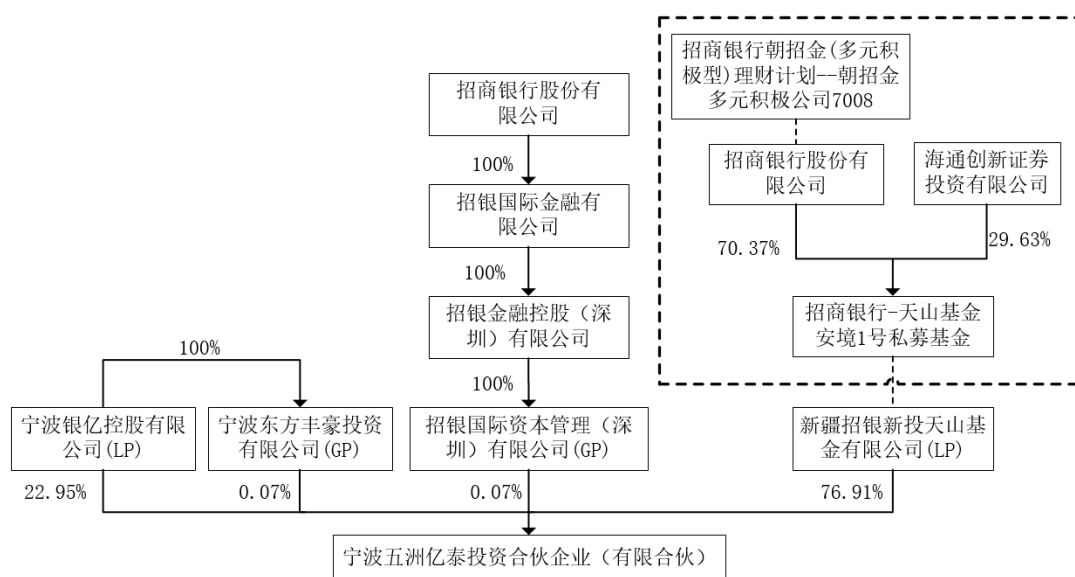 招商银行朝招金(多元积
极型)理财计划--朝招金
多元积极公司7008
招商银行股份有
限公司
招商银行股份有
限公司
海通创新证券
投资有限公司
100%
招银国际金融有
限公司
70.37%
29.63%
100%
招银金融控股（深
圳）有限公司
招商银行-天山基金
安境1号私募基金
100%
100%
宁波银亿控股有限
公司(LP)
宁波东方丰豪投资
有限公司(GP)
招银国际资本管理（深
圳）有限公司(GP)
新疆招银新投天山基
金有限公司(LP)
22.95%
0.07%
0.07%
76.91%
宁波五洲亿泰投资合伙企业（有限合伙）